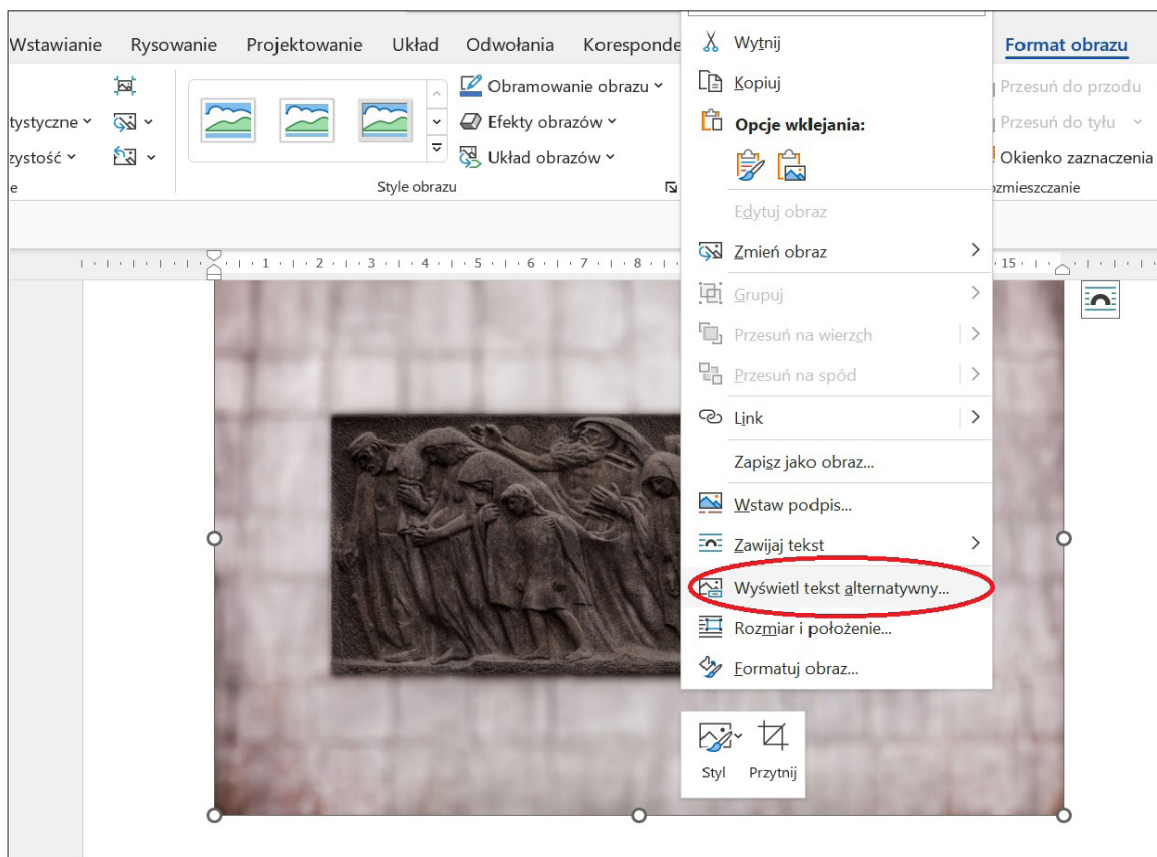 Wstawianie Rysowanie Projektowanie Układ Odwołania Koresponde Format obrazu
tystyczne
zystość
e
Obramowanie obrazu
Efekty obrazów
Układ obrazów
Style obrazu
Wytnij
Kopiuj
Opcje wklejania:
Edytuj obraz
Zmień obraz
Grupuj
Przesuń na wierzch
Przesuń na spód
Link
Zapisz jako obraz...
Wstaw podpis...
Zawijaj tekst
Wyświetl tekst alternatywny...
Rozmiar i położenie...
Formatuj obraz...
Styl Przytnij
Przesuń do przodu
Przesuń do tyłu
Okienko zaznaczenia
ozmieszczanie
1 2 3 4 5 6 7 8 15